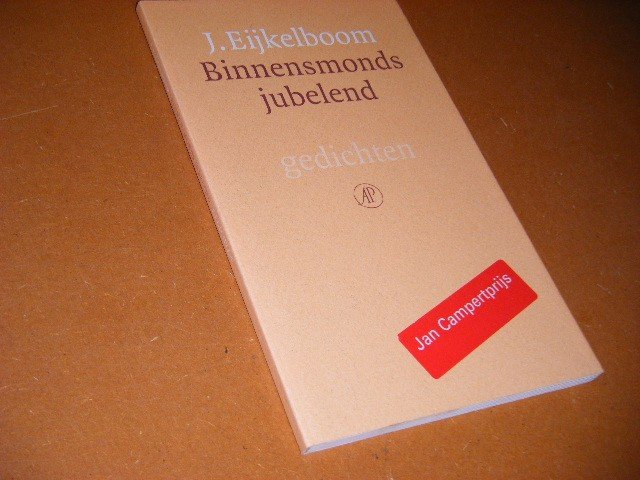 J. Eijkelboom
Binnensmonds
jubelend
gedichten
AP
Jan Campertprijs